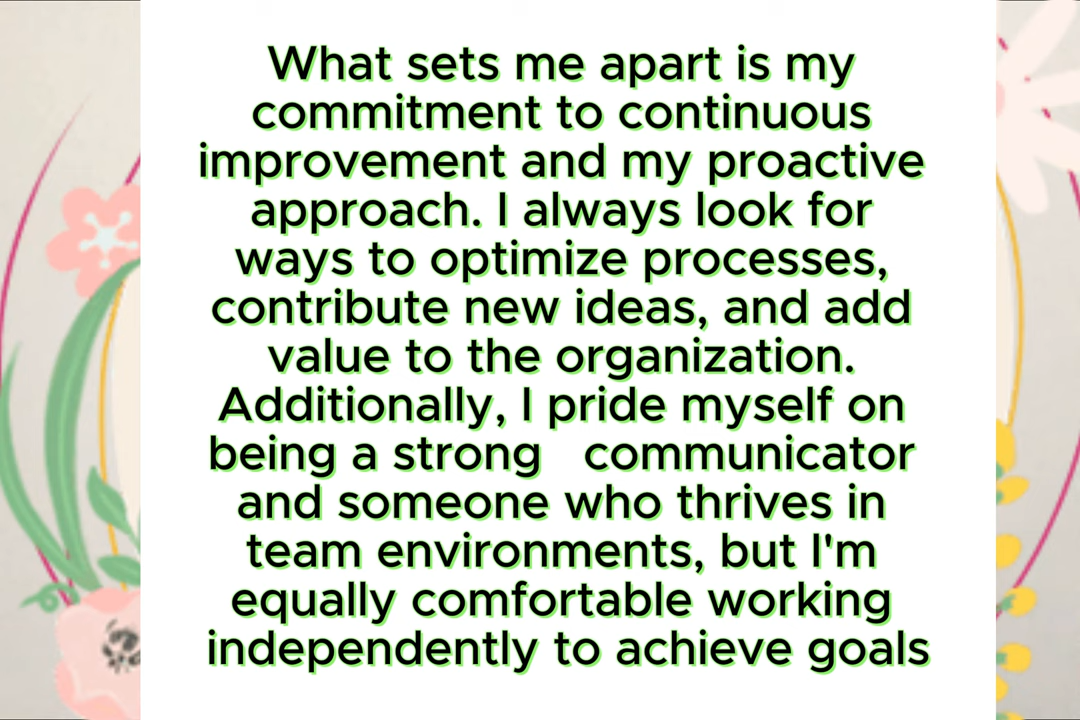 What sets me apart is my
commitment to continuous
improvement and my proactive
approach. I always look for
ways to optimize processes,
contribute new ideas, and add
value to the organization.
Additionally, I pride myself on
being a strong   communicator
and someone who thrives in
team environments, but I'm
equally comfortable working
independently to achieve goals